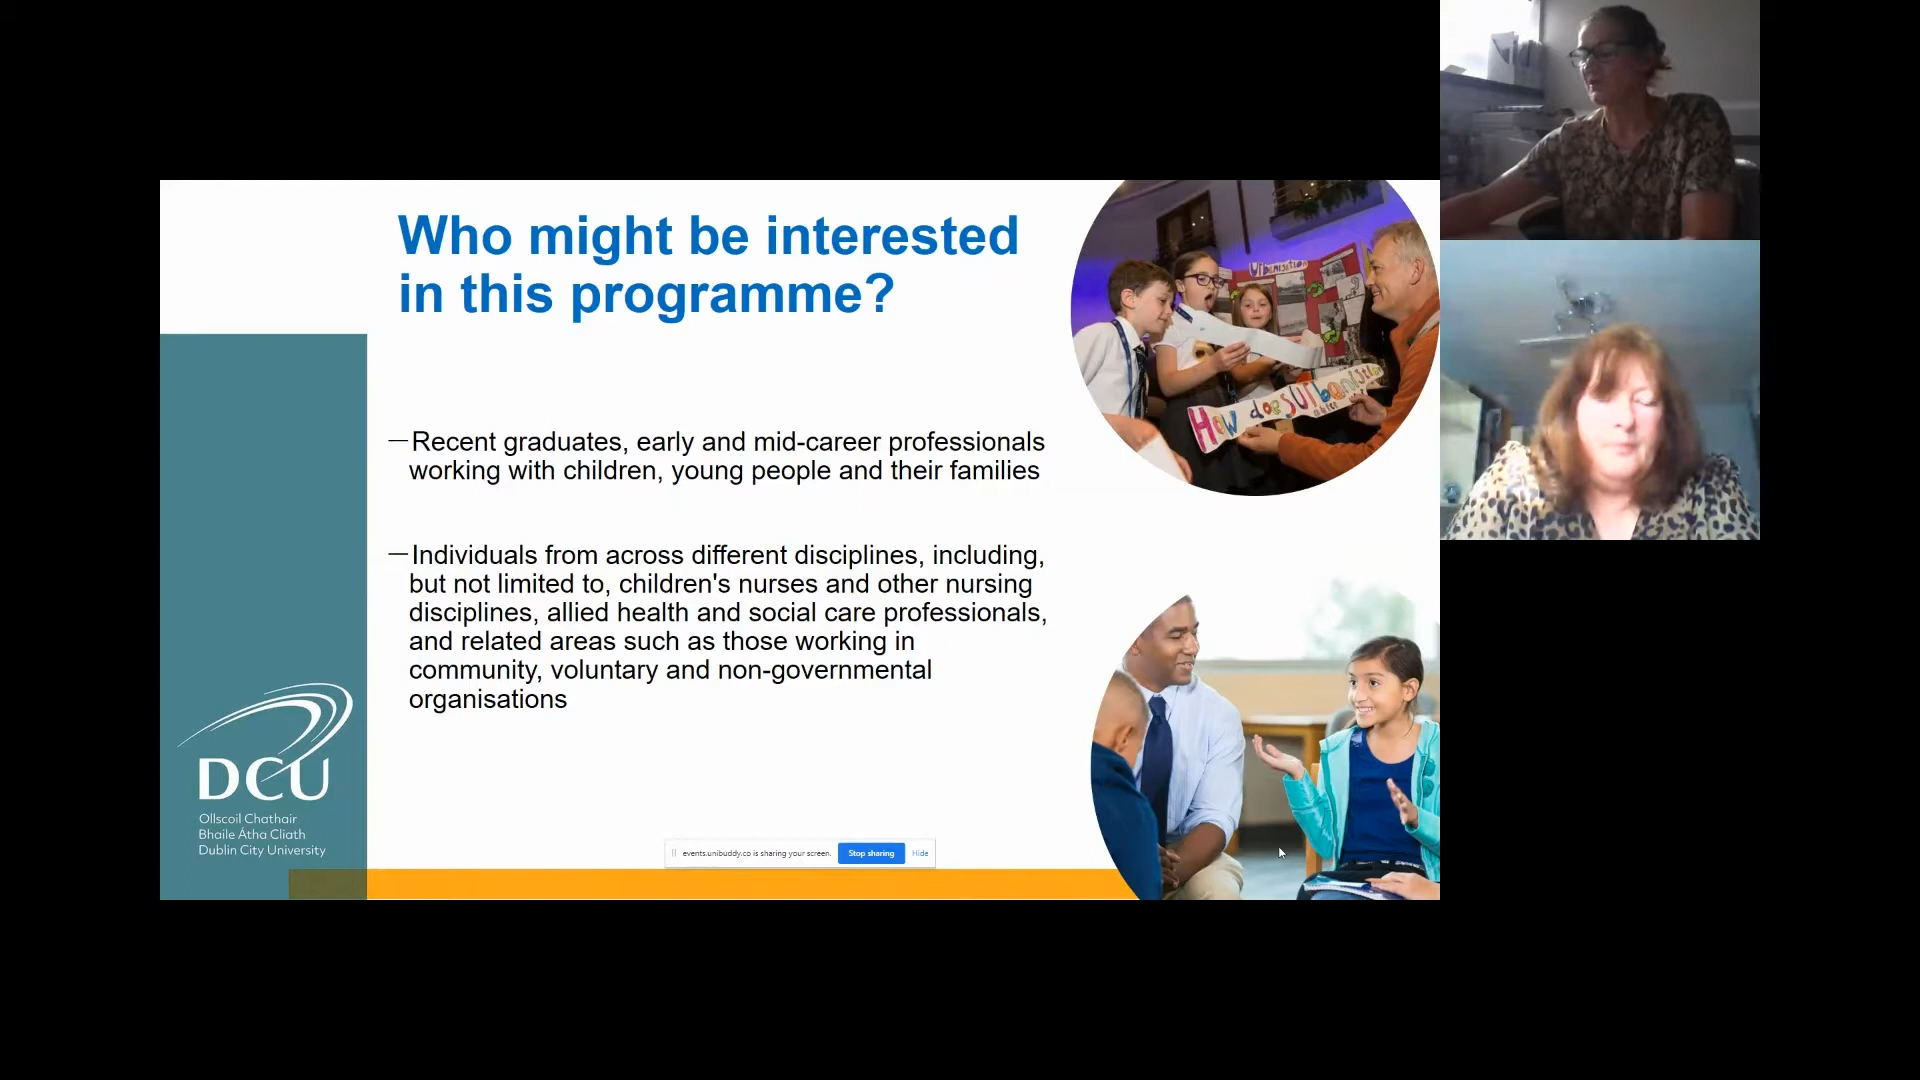 Who might be interested
in this programme?
—Recent graduates, early and mid-career professionals
working with children, young people and their families
—Individuals from across different disciplines, including,
but not limited to, children's nurses and other nursing
disciplines, allied health and social care professionals,
and related areas such as those working in
community, voluntary and non-governmental
organisations
DCU
Ollscoil Chathair
Bhaile Átha Cliath
Dublin City University
events.unibuddy.co is sharing your screen.
Stop sharing
Hide
Urbanisation
How does Urbanisation